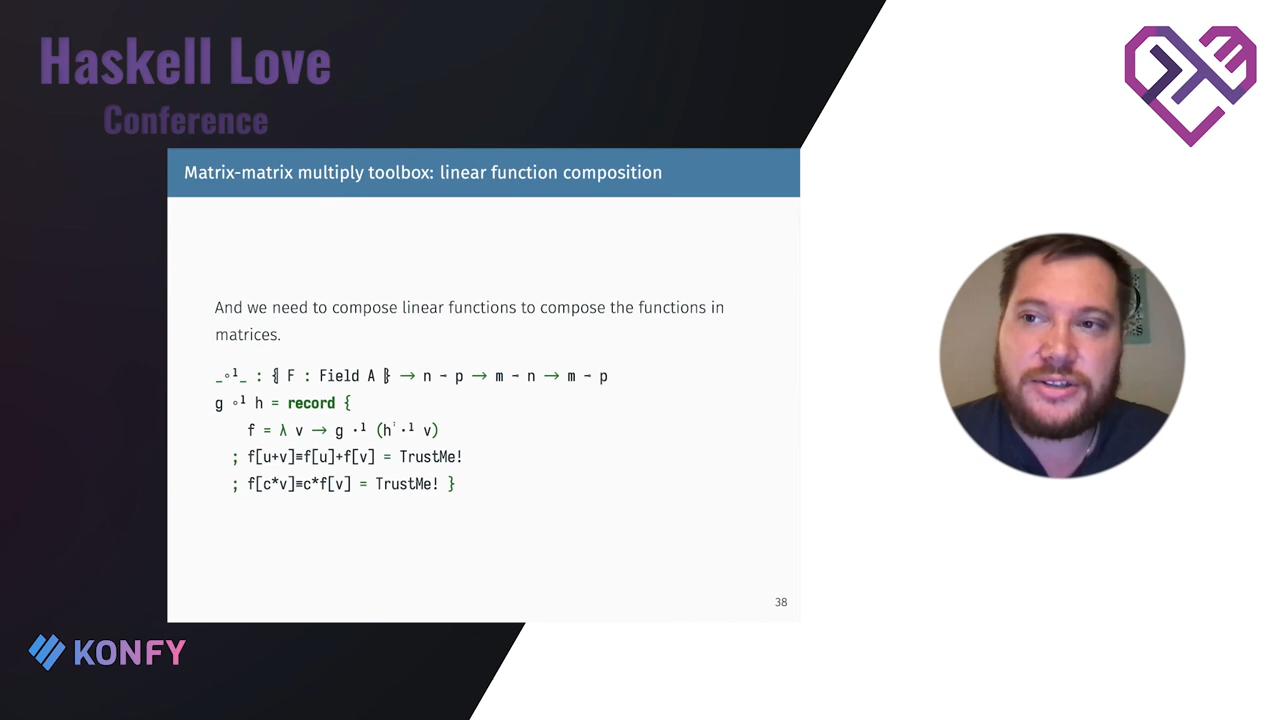 Haskell Love
Conference
Matrix-matrix multiply toolbox: linear function composition
And we need to compose linear functions to compose the functions in
matrices.
_∘ˡ_ : ⦃ F : Field A ⦄ → n ⊸ p → m ⊸ n → m ⊸ p
g ∘ˡ h = record {
f = λ v → g ·ˡ (h ·ˡ v)
; f[u+v]≡f[u]+f[v] = TrustMe!
; f[c*v]≡c*f[v] = TrustMe! }
38
KONFY